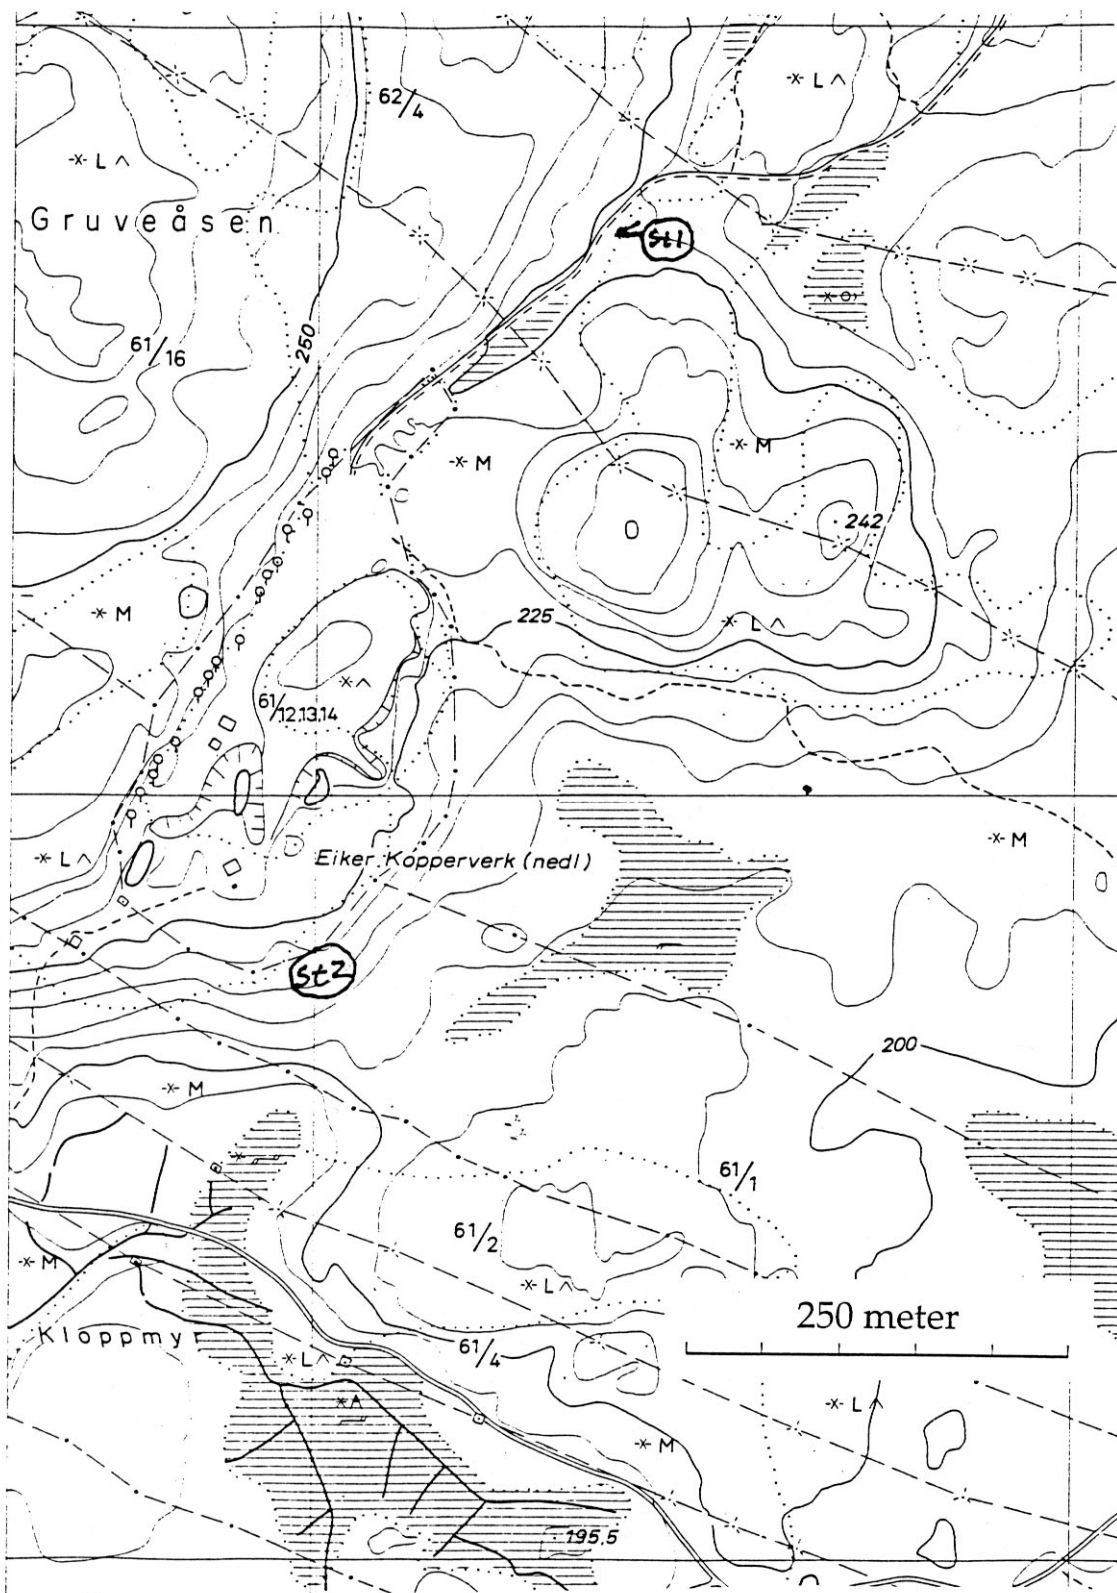 62/4
L
L
Gruveåsen
St1
O
61/16
250
M
M
242
M
225
L
61/12.13.14
L
M
Eiker Kopperverk (nedl)
St2
200
M
61/1
61/2
M
L
250 meter
Kloppmyr
61/4
L
A
L
M
195,5